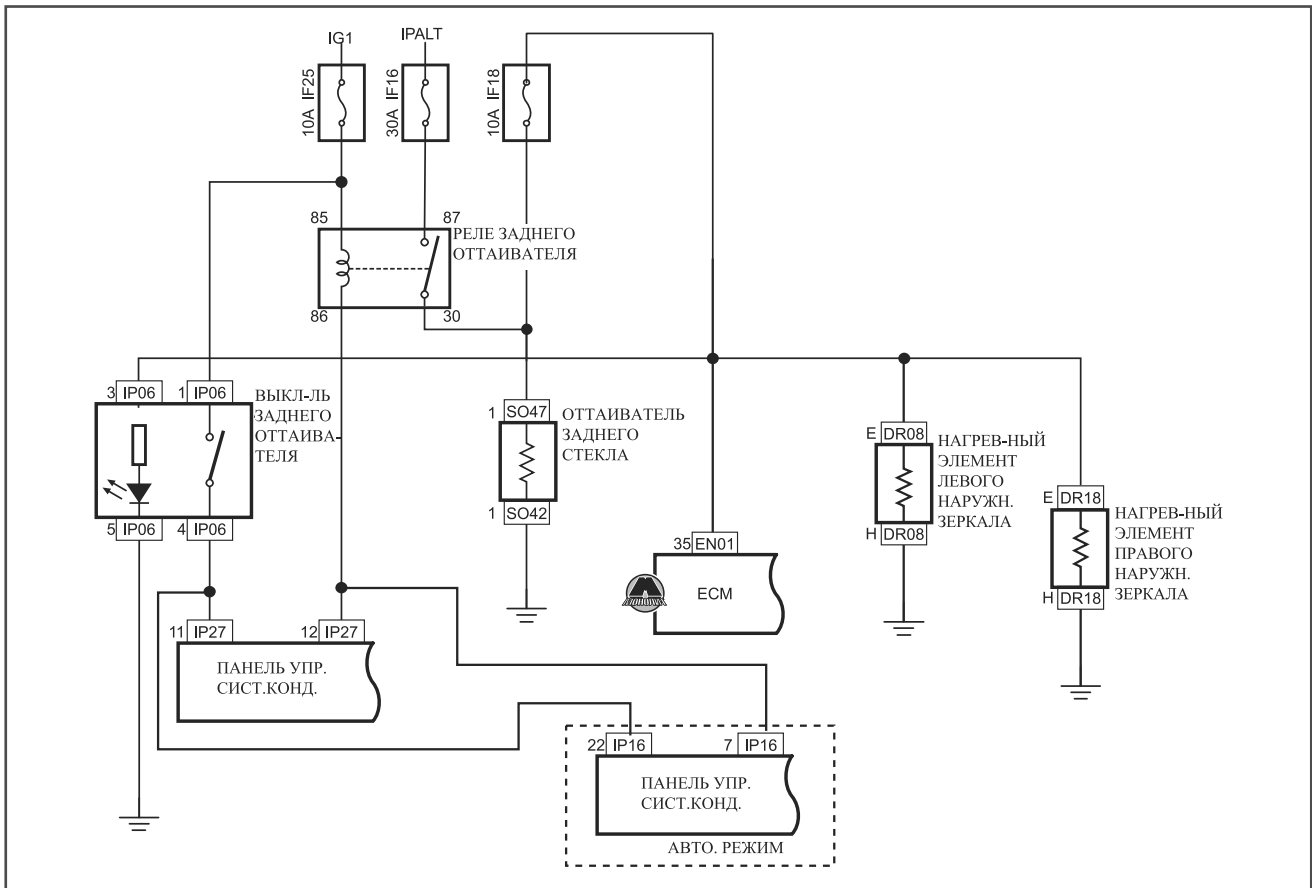 IG1
IPALT
10A IF25
30A IF16
10A IF18
85
87
РЕЛЕ ЗАДНЕГО
ОТТАИВАТЕЛЯ
86
30
3 IP06
1 IP06
ВЫКЛ-ЛЬ
ЗАДНЕГО
ОТТАИВА-
ТЕЛЯ
5 IP06
4 IP06
1 SO47
ОТТАИВАТЕЛЬ
ЗАДНЕГО
СТЕКЛА
1 SO42
E DR08
НАГРЕВ-НЫЙ
ЭЛЕМЕНТ
ЛЕВОГО
НАРУЖН.
ЗЕРКАЛА
H DR08
E DR18
НАГРЕВ-НЫЙ
ЭЛЕМЕНТ
ПРАВОГО
НАРУЖН.
ЗЕРКАЛА
H DR18
35 EN01
ECM
11 IP27
12 IP27
ПАНЕЛЬ УПР.
СИСТ.КОНД.
22 IP16
7 IP16
ПАНЕЛЬ УПР.
СИСТ.КОНД.
АВТО. РЕЖИМ